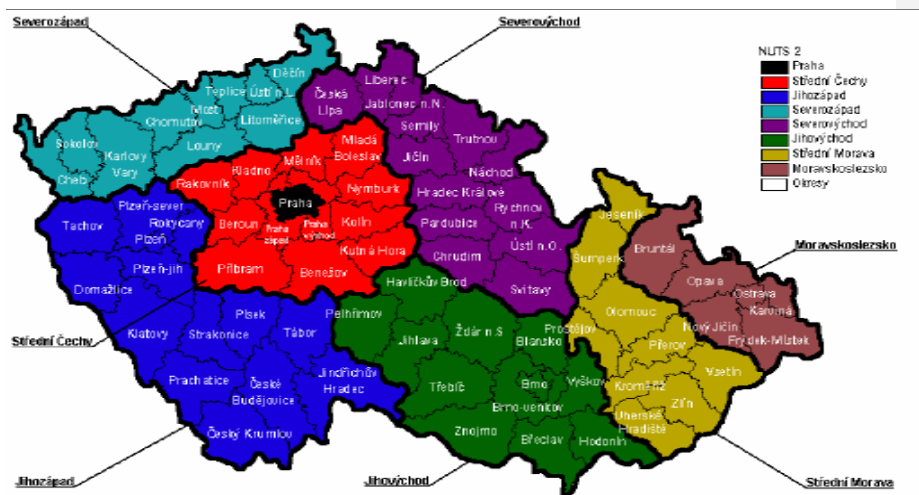 Severozápad
Severovýchod
NUTS 2
Praha
Střední Čechy
Jihozápad
Severozápad
Severovýchod
Jihovýchod
Střední Morava
Moravskoslezsko
Okresy
Děčín
Teplice
Ústí n.L.
Most
Chomutov
Litoměřice
Sokolov
Karlovy
Vary
Louny
Cheb
Liberec
Česká
Lípa
Jablonec n.N.
Semily
Trutnov
Jičín
Náchod
Hradec Králové
Rychnov
n.K.
Pardubice
Ústí n.O.
Chrudim
Svitavy
Mladá
Boleslav
Mělník
Kladno
Rakovník
Nymburk
Praha
Beroun
Praha
západ
Praha
východ
Kolín
Kutná Hora
Příbram
Benešov
Plzeň-sever
Tachov
Rokycany
Plzeň
Plzeň-jih
Domažlice
Klatovy
Písek
Strakonice
Tábor
Prachatice
České
Budějovice
Jindřichův
Hradec
Český Krumlov
Havlíčkův Brod
Pelhřimov
Jihlava
Žďár n.S
Blansko
Třebíč
Brno
Vyškov
Brno-venkov
Znojmo
Břeclav
Hodonín
Jeseník
Šumperk
Olomouc
Prostějov
Přerov
Kroměříž
Vsetín
Zlín
Uherské
Hradiště
Bruntál
Opava
Ostrava
Karviná
Nový Jičín
Frýdek-Místek
Moravskoslezsko
Střední Čechy
Jihozápad
Jihovýchod
Střední Morava